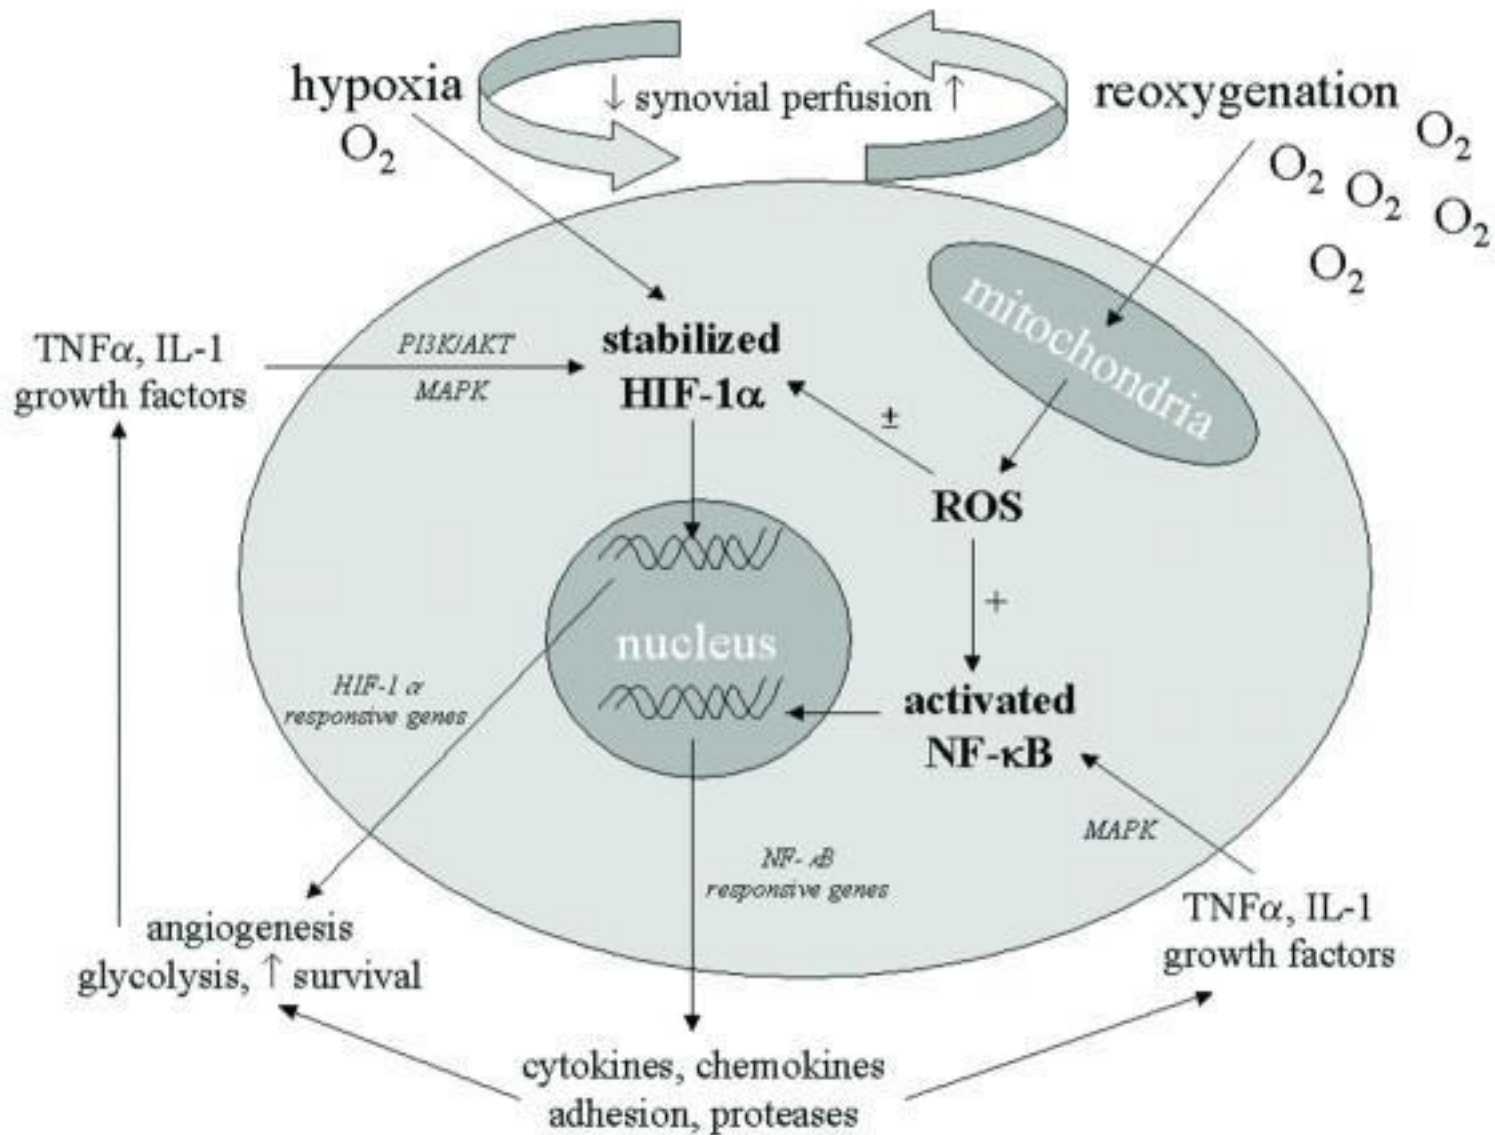 hypoxia
O₂
↓ synovial perfusion ↑
reoxygenation
O₂
O₂
O₂
O₂
O₂
mitochondria
TNFα, IL-1
growth factors
PI3K/AKT
MAPK
stabilized
HIF-1α
±
ROS
+
nucleus
activated
NF-κB
HIF-1 α
responsive genes
MAPK
NF- κB
responsive genes
TNFα, IL-1
growth factors
angiogenesis
glycolysis, ↑ survival
cytokines, chemokines
adhesion, proteases